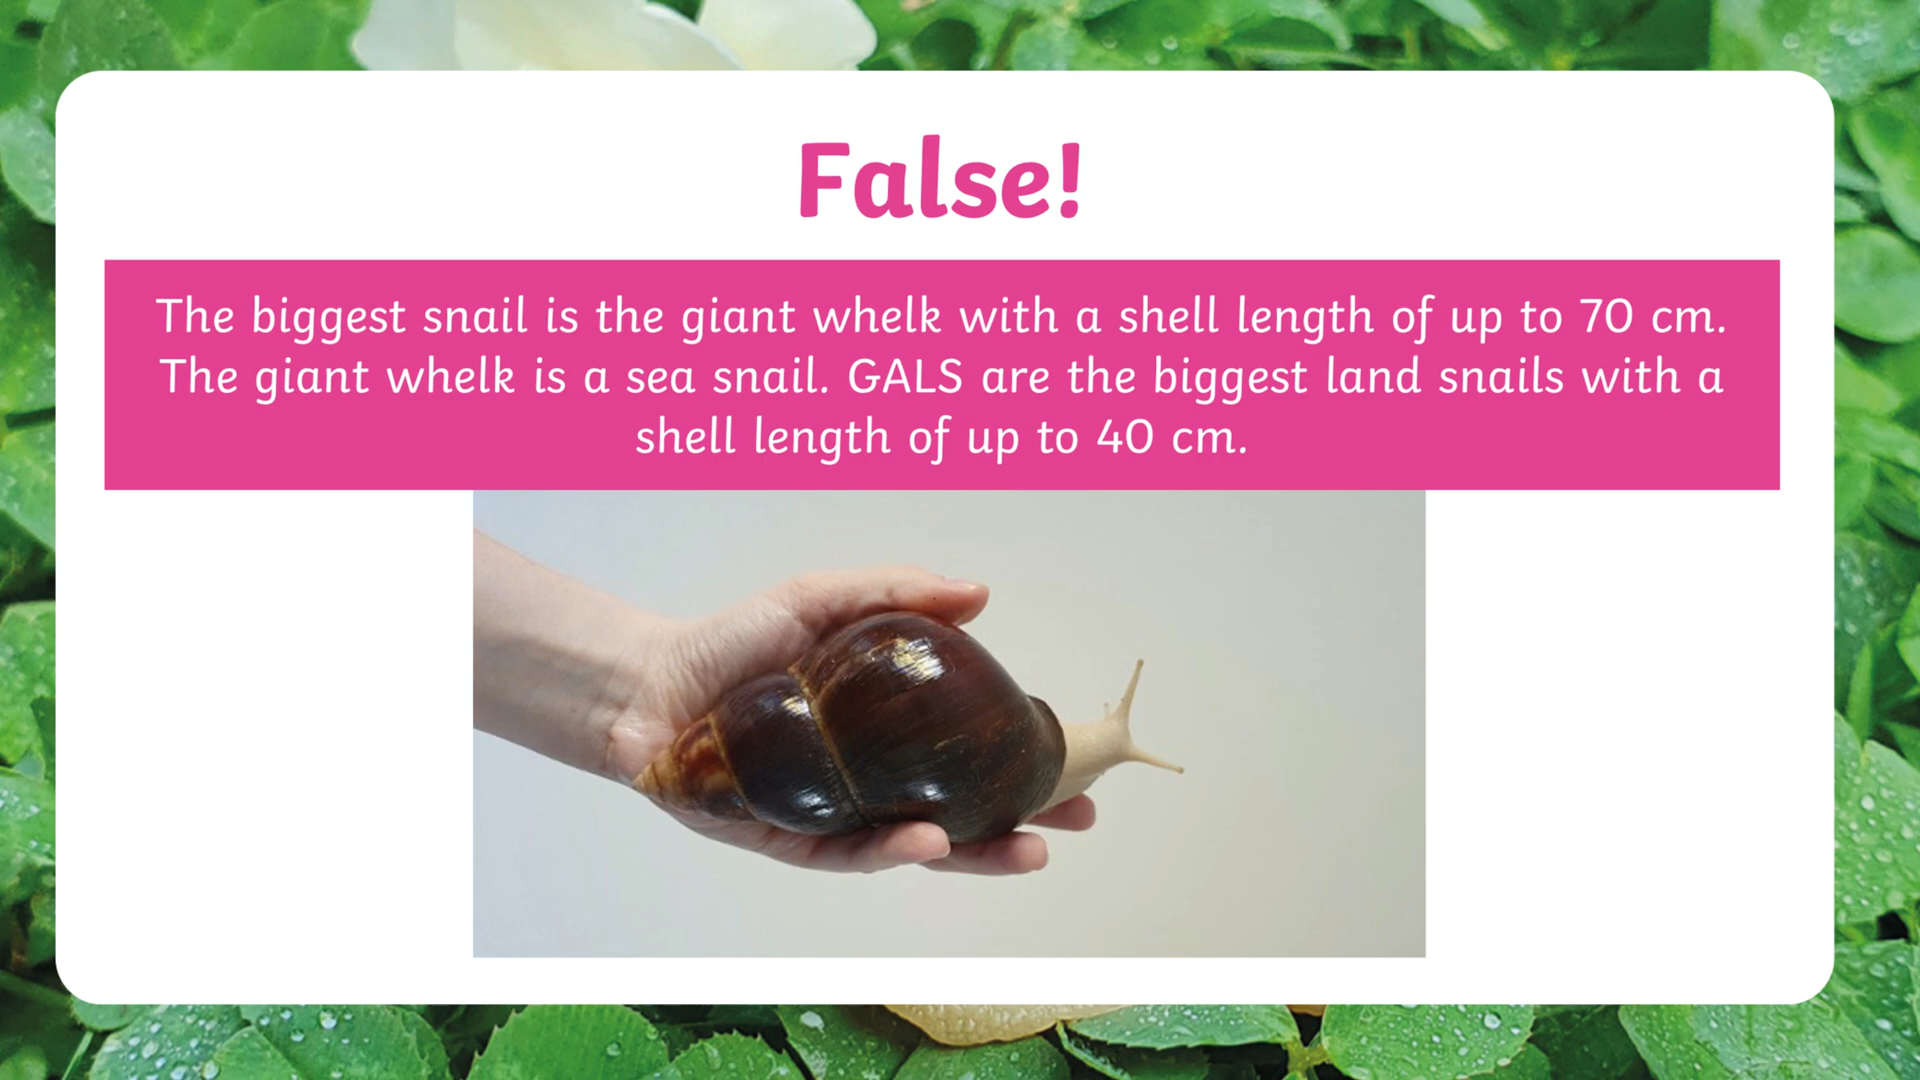 False!
The biggest snail is the giant whelk with a shell length of up to 70 cm.
The giant whelk is a sea snail. GALS are the biggest land snails with a
shell length of up to 40 cm.